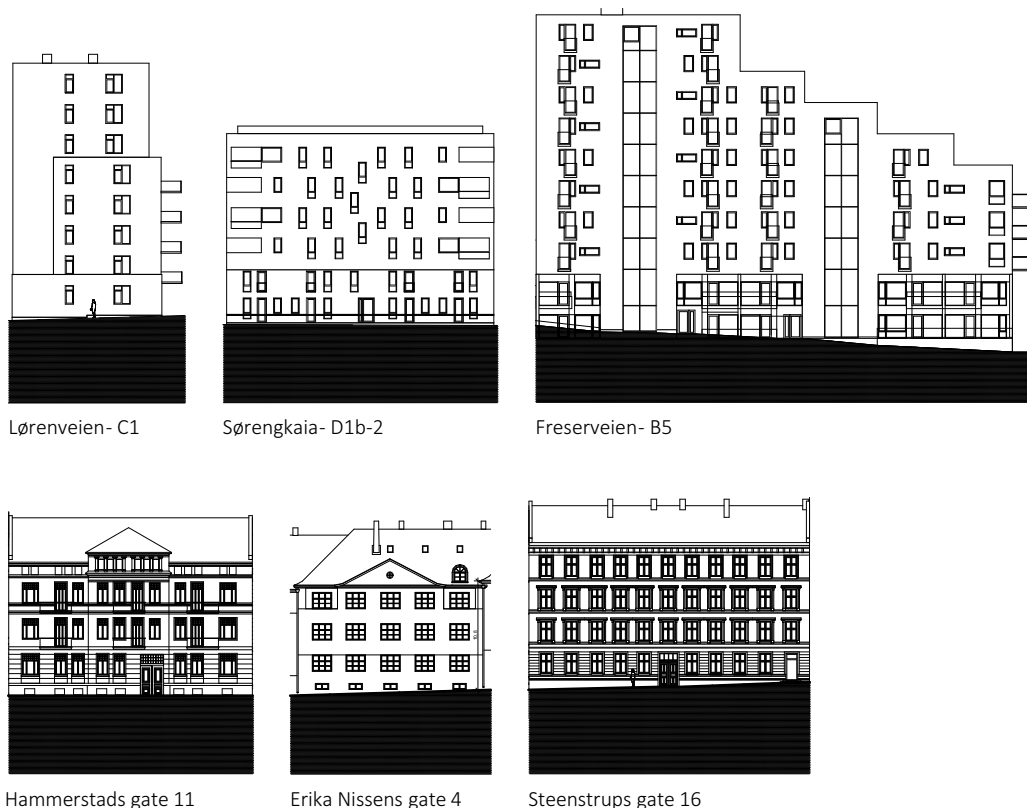 Lørenveien- C1
Sørengkaia- D1b-2
Freserveien- B5
Hammerstads gate 11
Erika Nissens gate 4
Steenstrups gate 16